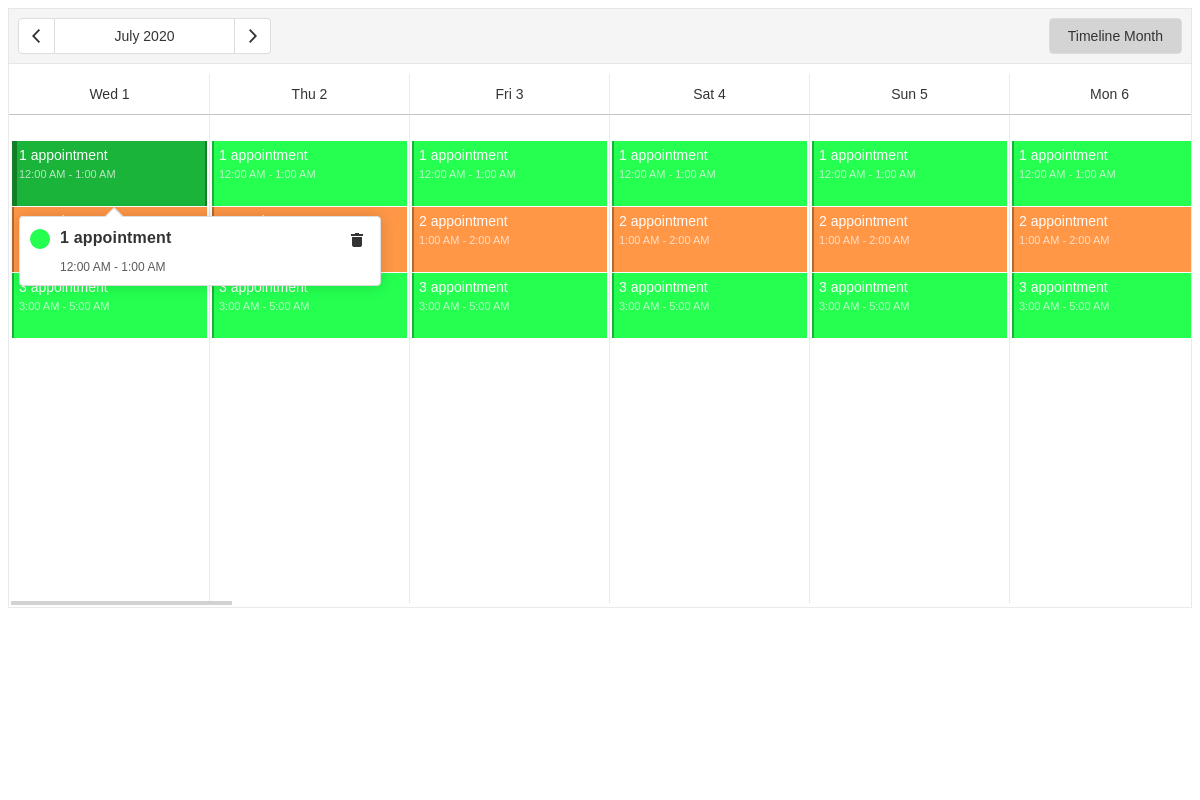 July 2020
Timeline Month
Wed 1
Thu 2
Fri 3
Sat 4
Sun 5
Mon 6
1 appointment
12:00 AM - 1:00 AM
1 appointment
12:00 AM - 1:00 AM
1 appointment
12:00 AM - 1:00 AM
1 appointment
12:00 AM - 1:00 AM
1 appointment
12:00 AM - 1:00 AM
1 appointment
12:00 AM - 1:00 AM
1 appointment
12:00 AM - 1:00 AM
2 appointment
1:00 AM - 2:00 AM
2 appointment
1:00 AM - 2:00 AM
2 appointment
1:00 AM - 2:00 AM
2 appointment
1:00 AM - 2:00 AM
3 appointment
3:00 AM - 5:00 AM
3 appointment
3:00 AM - 5:00 AM
3 appointment
3:00 AM - 5:00 AM
3 appointment
3:00 AM - 5:00 AM
3 appointment
3:00 AM - 5:00 AM
3 appointment
3:00 AM - 5:00 AM